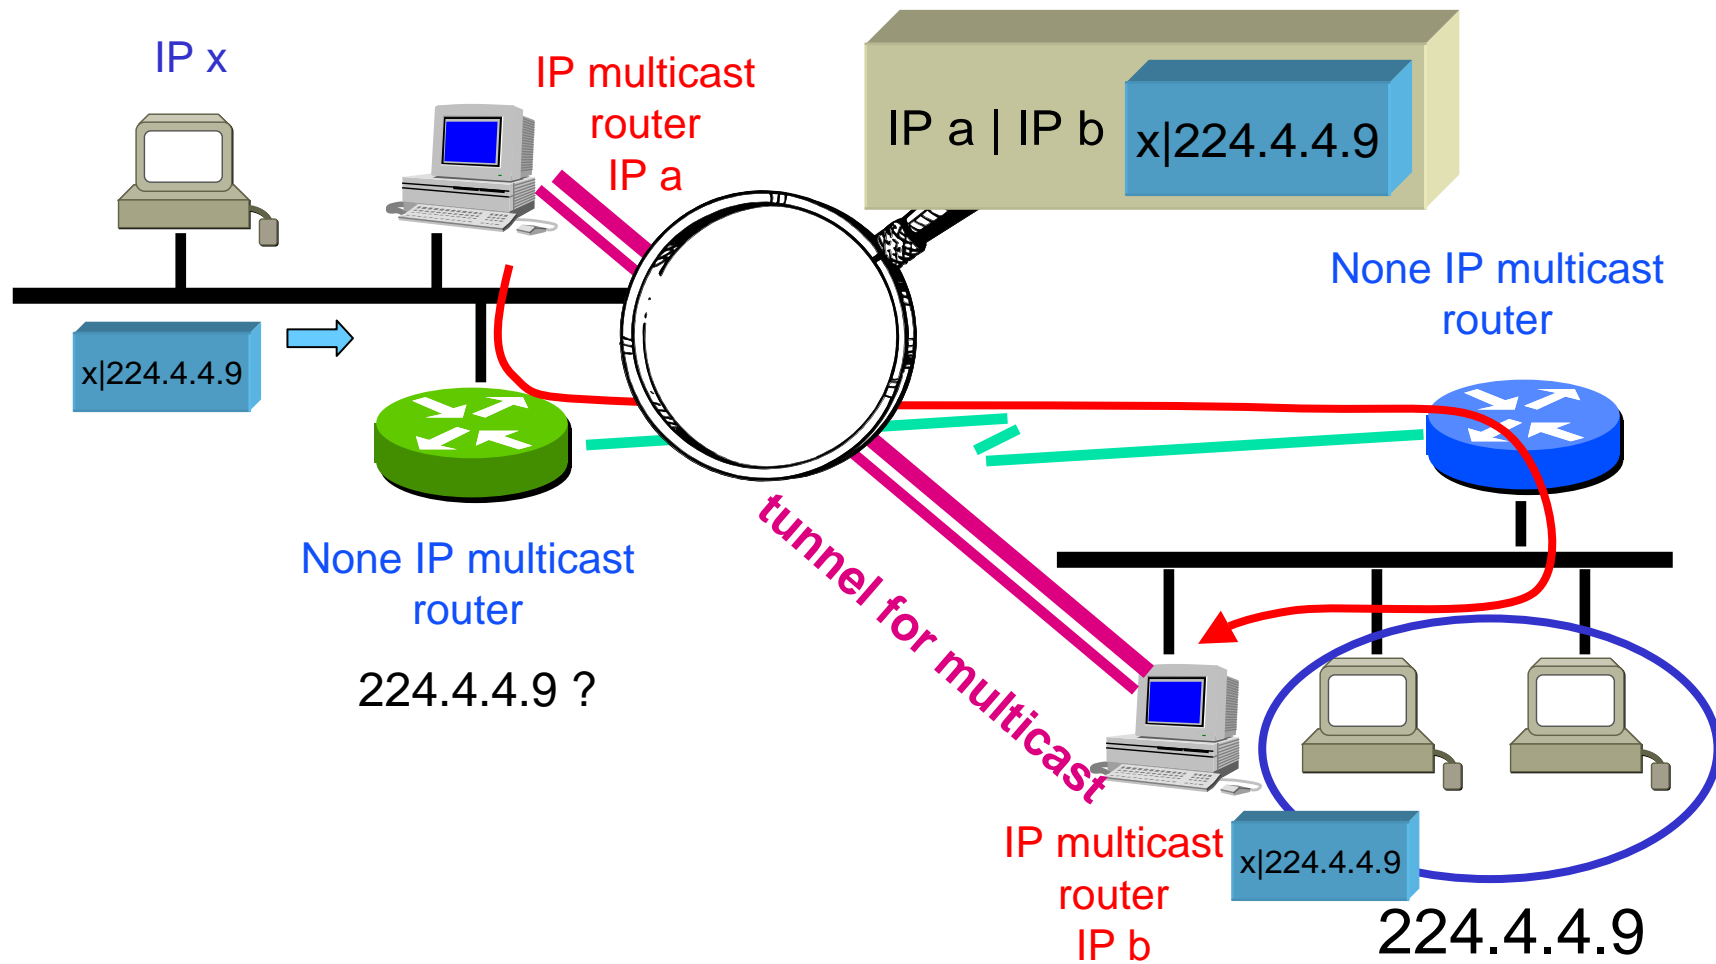 IP x
IP multicast
router
IP a
IP a | IP b
x|224.4.4.9
None IP multicast
router
x|224.4.4.9
None IP multicast
router
224.4.4.9 ?
tunnel for multicast
IP multicast
router
IP b
x|224.4.4.9
224.4.4.9